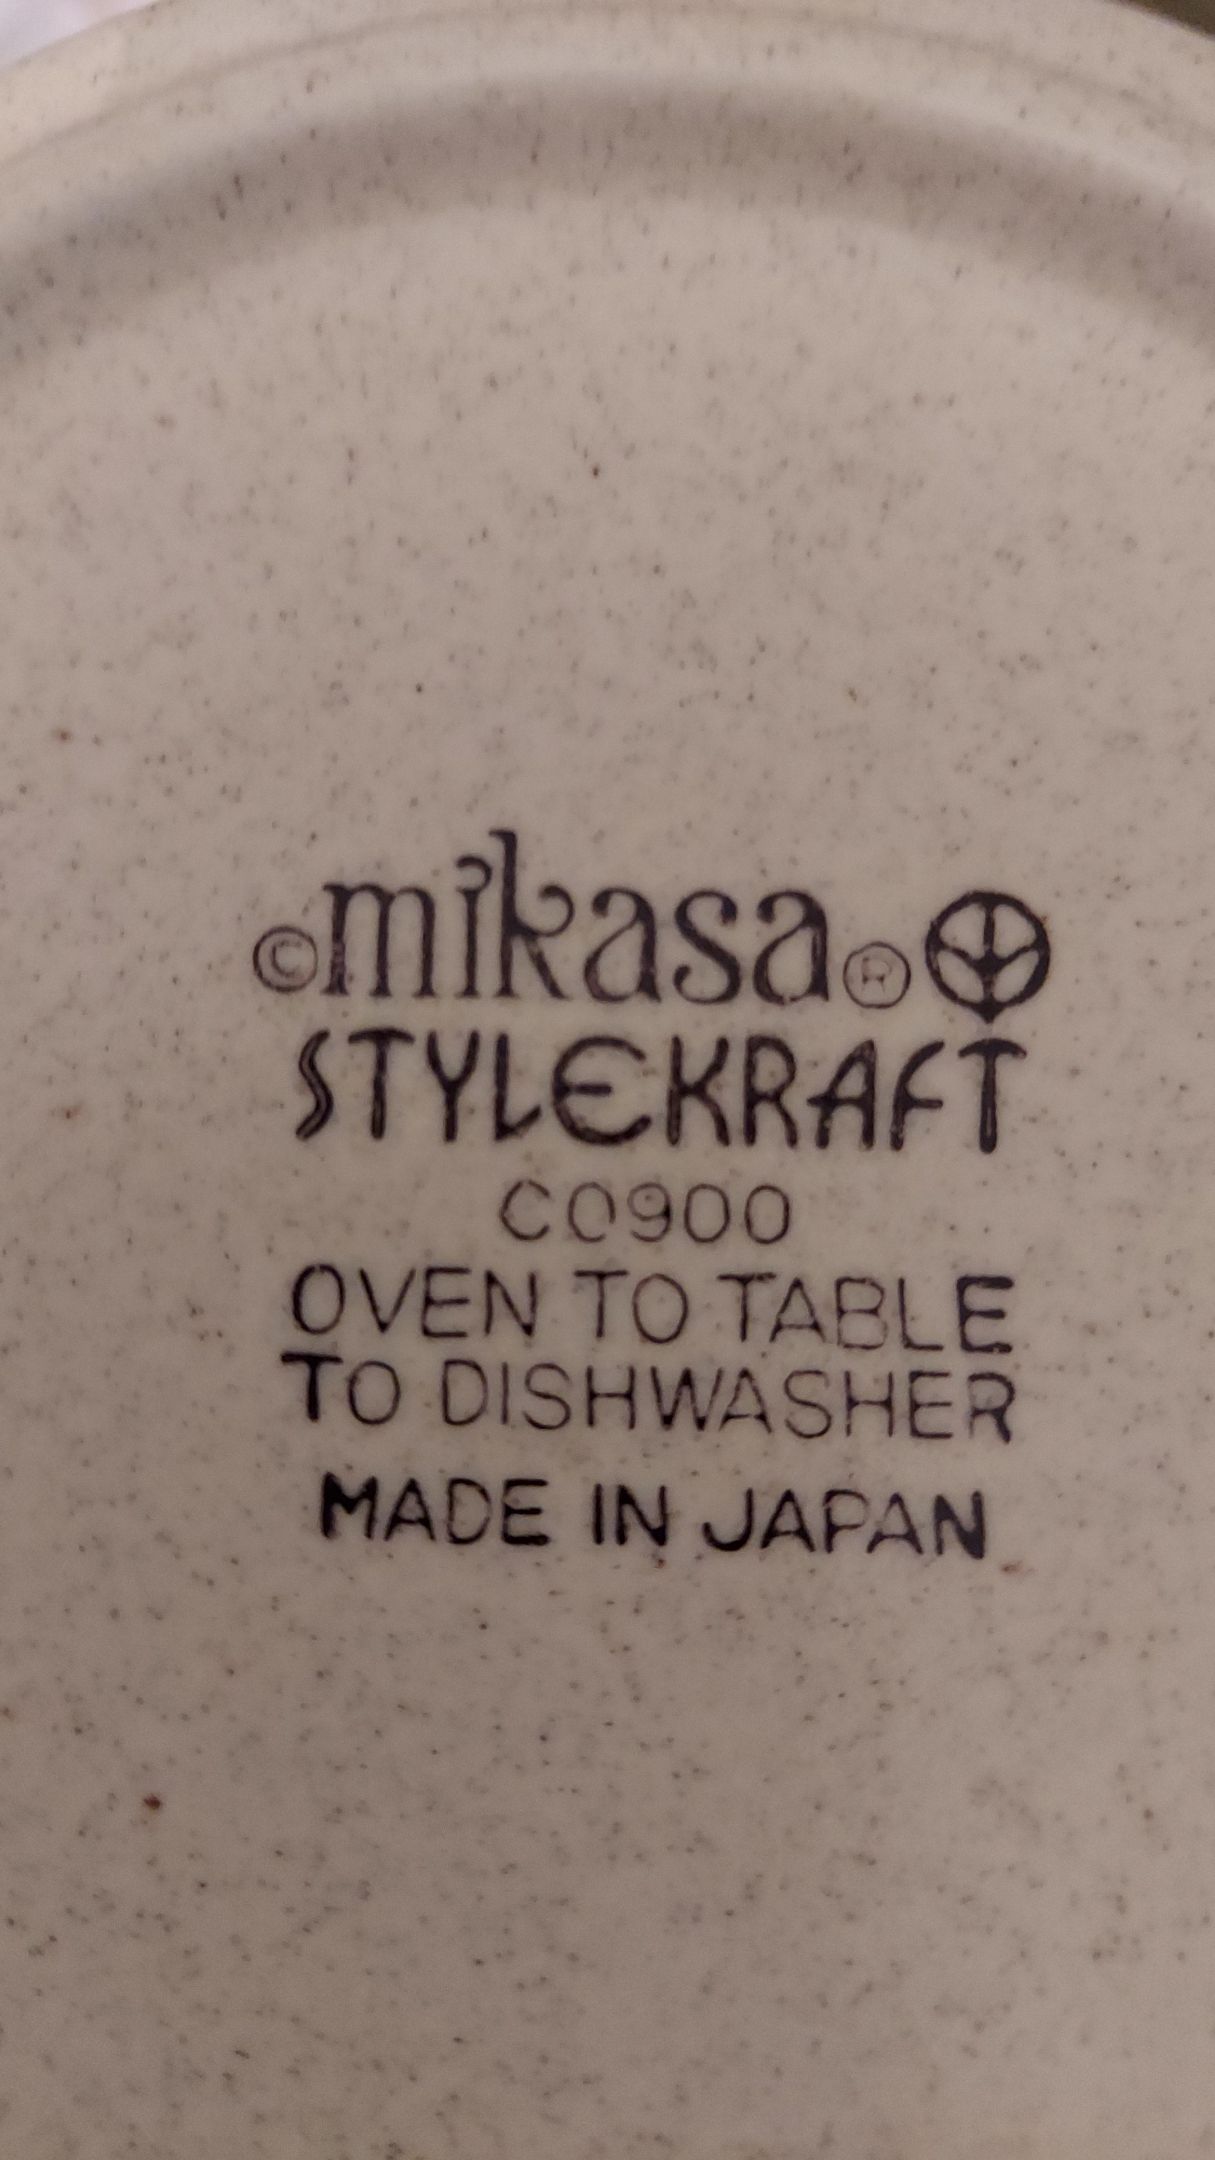 ©mikasa®
STYLEKRAFT
C0900
OVEN TO TABLE
TO DISHWASHER
MADE IN JAPAN